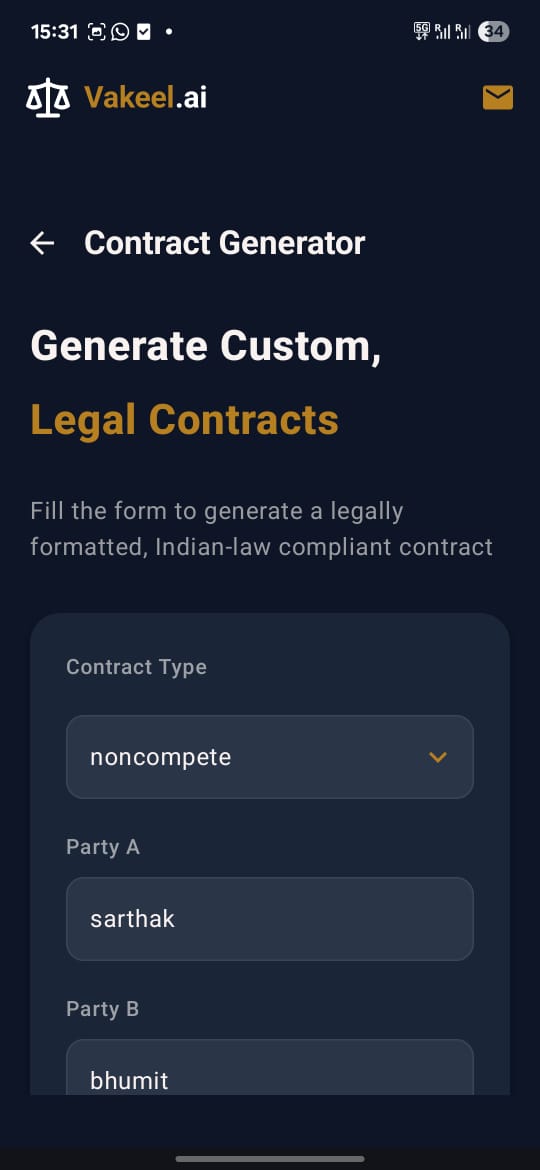 15:31 5G R R 34
Vakeel.ai
Contract Generator
Generate Custom,
Legal Contracts
Fill the form to generate a legally
formatted, Indian-law compliant contract
Contract Type
noncompete
Party A
sarthak
Party B
bhumit